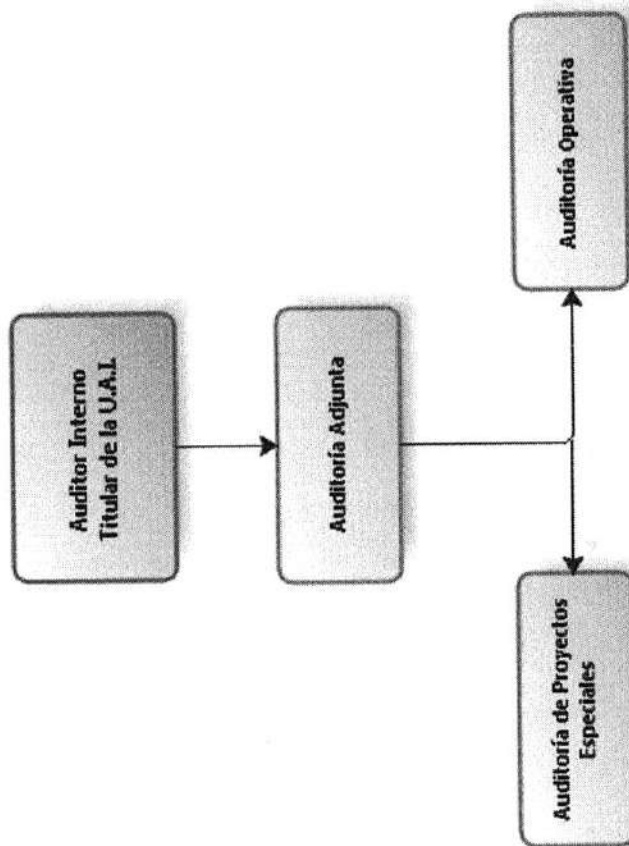 Auditor Interno
Titular de la U.A.I.
Auditoría Adjunta
Auditoría de Proyectos
Especiales
Auditoría Operativa